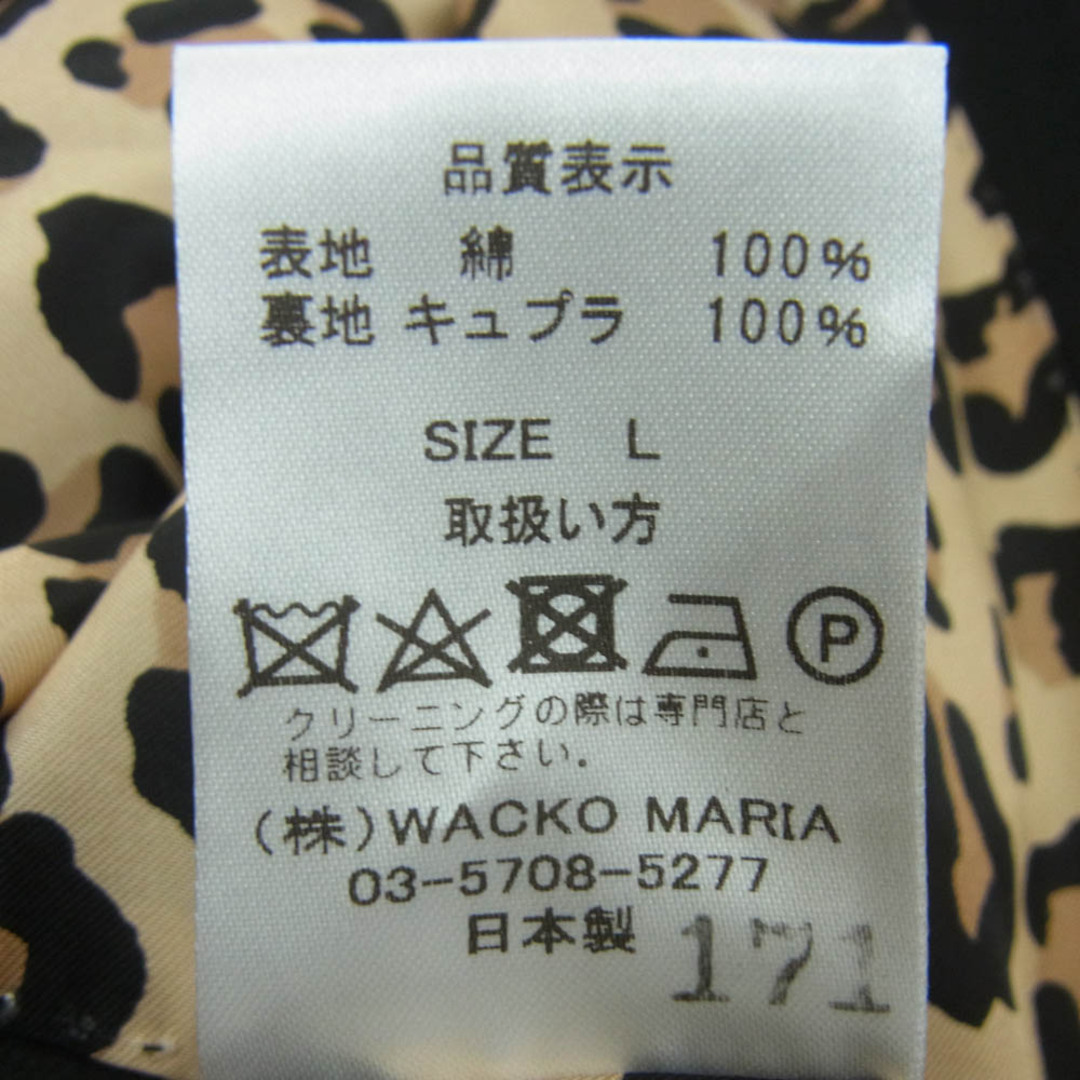 品質表示
表地 綿 100%
裏地 キュプラ 100%
SIZE L
取扱い方
P
クリーニングの際は専門店と
相談して下さい.
(株)WACKO MARIA
03-5708-5277
日本製 171